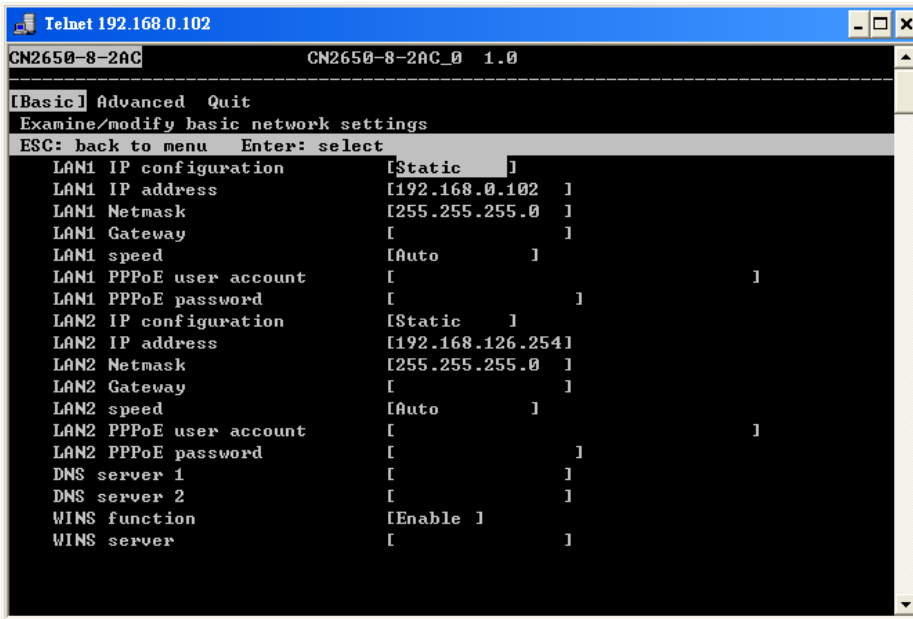 Telnet 192.168.0.102
CN2650-8-2AC CN2650-8-2AC_0 1.0
[Basic] Advanced Quit
Examine/modify basic network settings
ESC: back to menu Enter: select
LAN1 IP configuration [Static ]
LAN1 IP address [192.168.0.102 ]
LAN1 Netmask [255.255.255.0 ]
LAN1 Gateway [ ]
LAN1 speed [Auto ]
LAN1 PPPoE user account [ ]
LAN1 PPPoE password [ ]
LAN2 IP configuration [Static ]
LAN2 IP address [192.168.126.254]
LAN2 Netmask [255.255.255.0 ]
LAN2 Gateway [ ]
LAN2 speed [Auto ]
LAN2 PPPoE user account [ ]
LAN2 PPPoE password [ ]
DNS server 1 [ ]
DNS server 2 [ ]
WINS function [Enable ]
WINS server [ ]